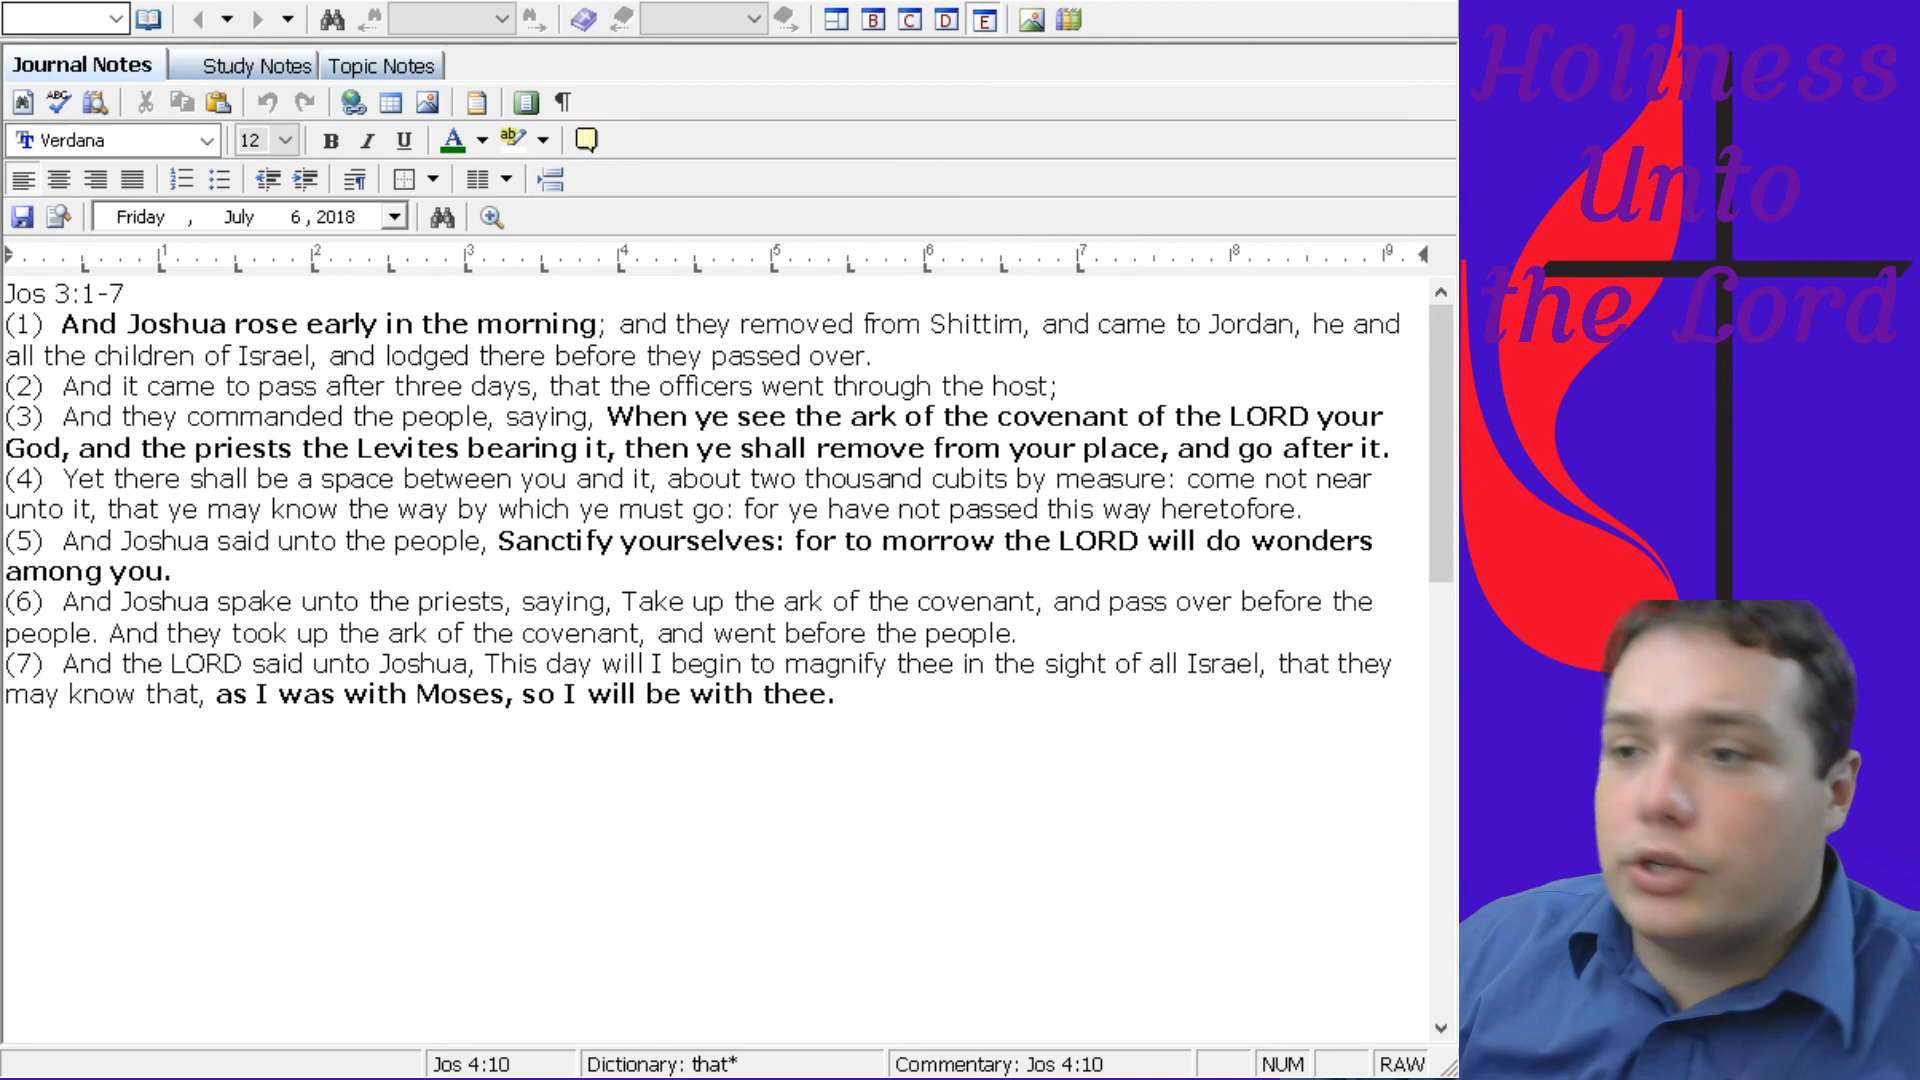 Journal Notes Study Notes Topic Notes
ABC
Verdana 12 B I U A ab
Friday , July 6 , 2018
1 2 3 4 5 6 7 8 9
Jos 3:1-7
(1) And Joshua rose early in the morning; and they removed from Shittim, and came to Jordan, he and
all the children of Israel, and lodged there before they passed over.
(2) And it came to pass after three days, that the officers went through the host;
(3) And they commanded the people, saying, When ye see the ark of the covenant of the LORD your
God, and the priests the Levites bearing it, then ye shall remove from your place, and go after it.
(4) Yet there shall be a space between you and it, about two thousand cubits by measure: come not near
unto it, that ye may know the way by which ye must go: for ye have not passed this way heretofore.
(5) And Joshua said unto the people, Sanctify yourselves: for to morrow the LORD will do wonders
among you.
(6) And Joshua spake unto the priests, saying, Take up the ark of the covenant, and pass over before the
people. And they took up the ark of the covenant, and went before the people.
(7) And the LORD said unto Joshua, This day will I begin to magnify thee in the sight of all Israel, that they
may know that, as I was with Moses, so I will be with thee.
Jos 4:10 Dictionary: that* Commentary: Jos 4:10 NUM RAW
B C D E
Holiness
Unto
the Lord